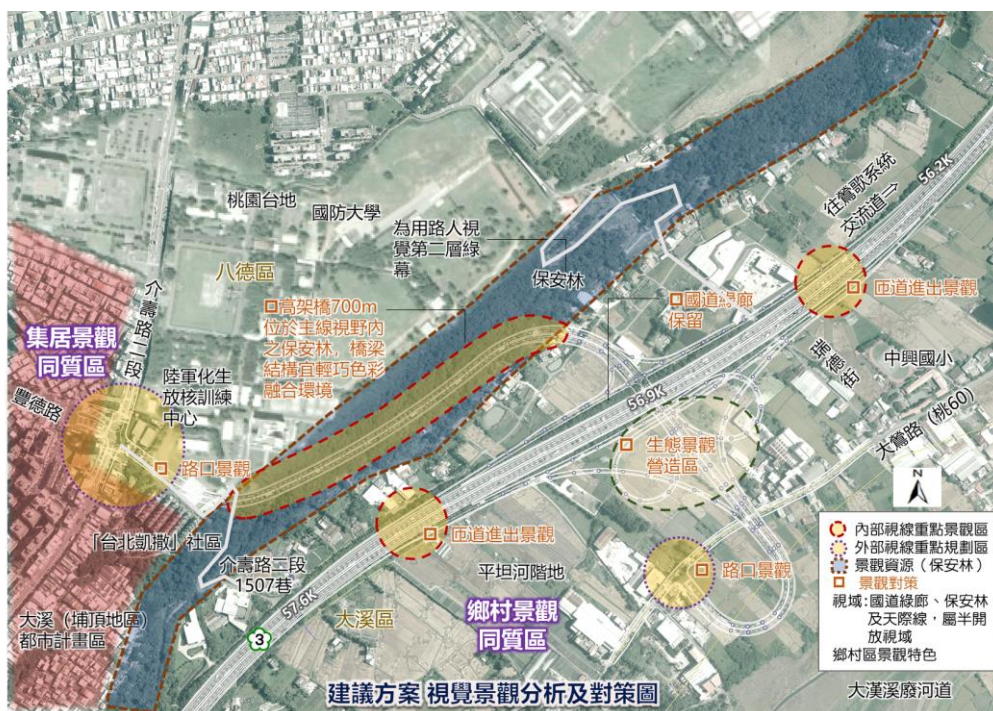 桃園台地
國防大學
為用路人視
覺第二層綠
幕
保安林
往鶯歌系統
交流道⇒
56.2K
八德區
介壽路二段
高架橋700m
位於主線視野內
之保安林，橋梁
結構宜輕巧色彩
融合環境
國道綠廊
保留
匝道進出景觀
集居景觀
同質區
陸軍化生
放核訓練
中心
豐德路
路口景觀
56.9K
瑞德街
中興國小
大鶯路（桃60）
生態景觀
營造區
N
「台北凱撒」社區
介壽路二段
1507巷
匝道進出景觀
平坦河階地
路口景觀
57.6K
大溪區
鄉村景觀
同質區
大溪（埔頂地區）
都市計畫區
3
內部視線重點景觀區
外部視線重點規劃區
景觀資源（保安林）
景觀對策
視域:國道綠廊、保安林
及天際線，屬半開
放視域
鄉村區景觀特色
大漢溪廢河道
建議方案 視覺景觀分析及對策圖